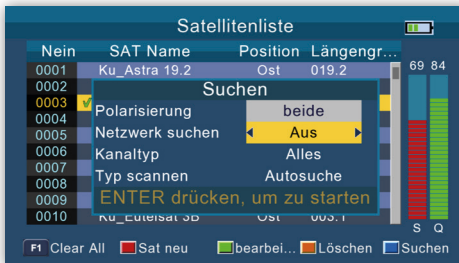 Satellitenliste
Nein SAT Name Position Längengr...
0001 Ku_Astra 19.2 Ost 019.2
69 84
0002
Suchen
0003
Polarisierung beide
0004
Netzwerk suchen Aus
0005
0006
Kanaltyp Alles
0007
Typ scannen Autosuche
0008
0009
ENTER drücken, um zu starten
0010 Ku_Eutelsat 3B Ost 003.1
S Q
F1 Clear All Sat neu bearbei... Löschen Suchen